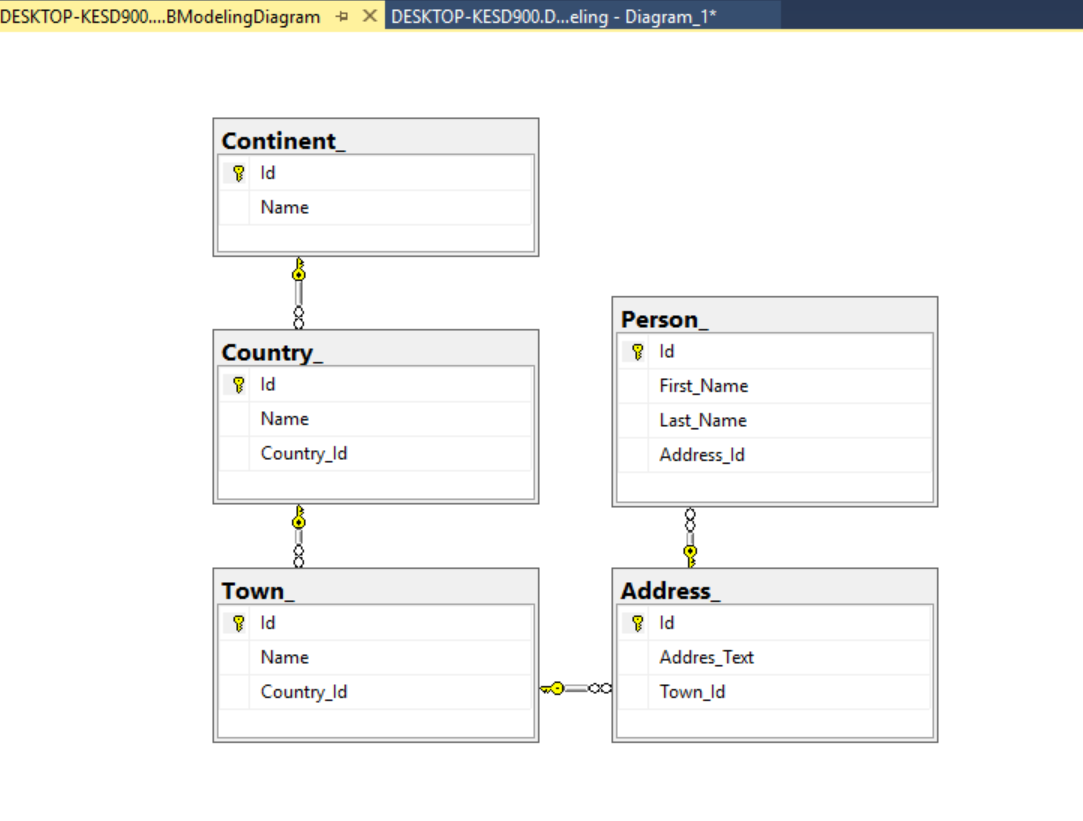 DESKTOP-KESD900....BModelingDiagram
DESKTOP-KESD900.D...eling - Diagram_1*
Continent_
Id
Name
Country_
Id
Name
Country_Id
Town_
Id
Name
Country_Id
Person_
Id
First_Name
Last_Name
Address_Id
Address_
Id
Addres_Text
Town_Id